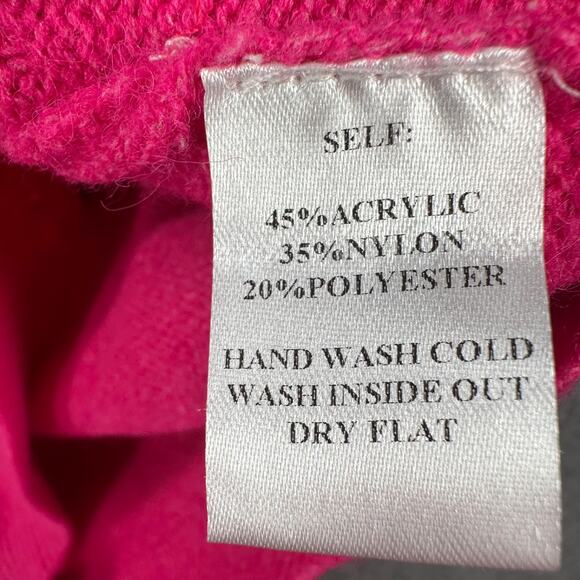 SELF:
45%ACRYLIC
35%NYLON
20%POLYESTER
HAND WASH COLD
WASH INSIDE OUT
DRY FLAT